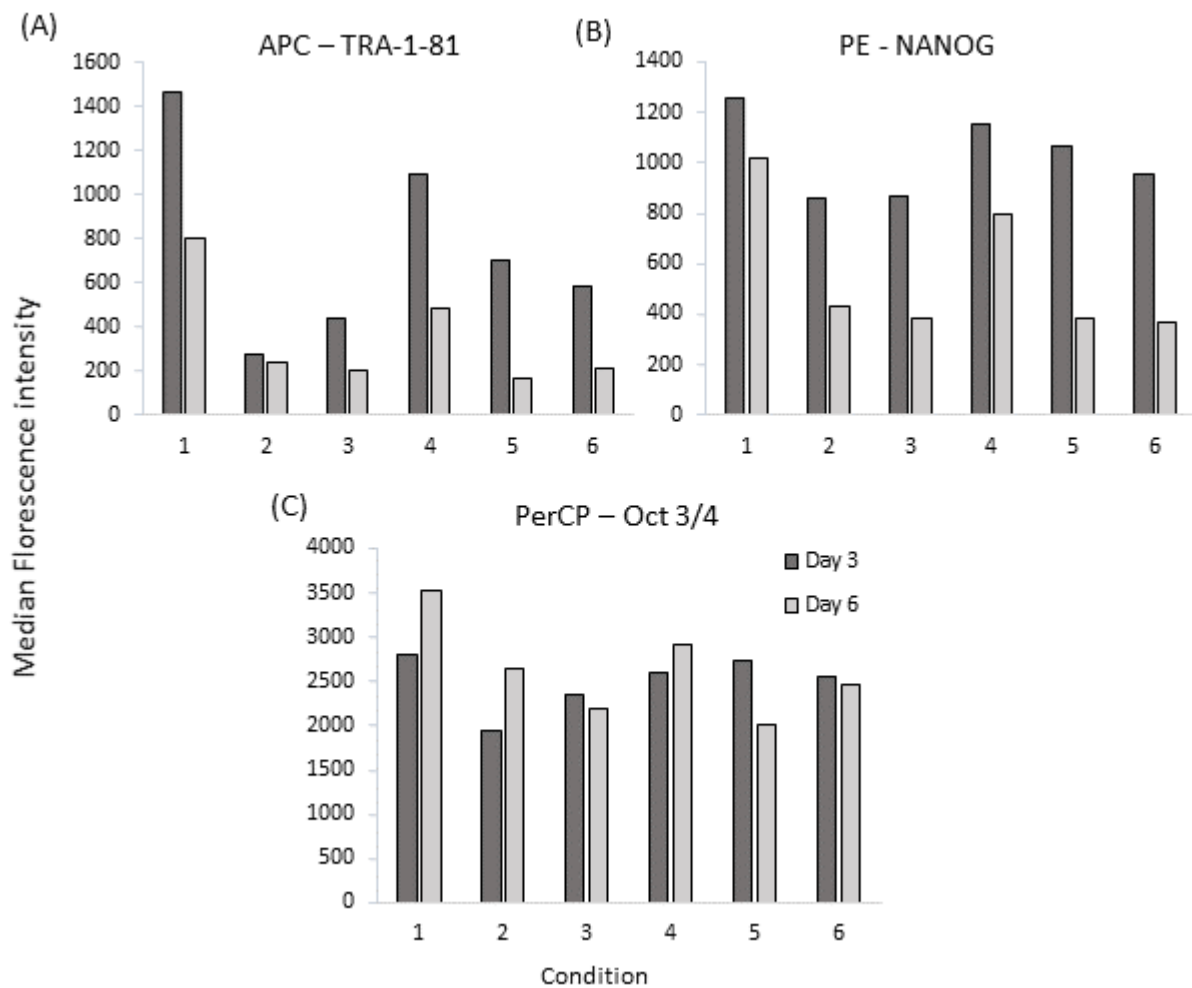 (A)
APC – TRA-1-81
1600
1400
1200
1000
800
600
400
200
0
1 2 3 4 5 6
(B)
PE - NANOG
1400
1200
1000
800
600
400
200
0
1 2 3 4 5 6
Median Florescence intensity
(C)
PerCP – Oct 3/4
4000
3500
3000
2500
2000
1500
1000
500
0
Day 3
Day 6
1 2 3 4 5 6
Condition